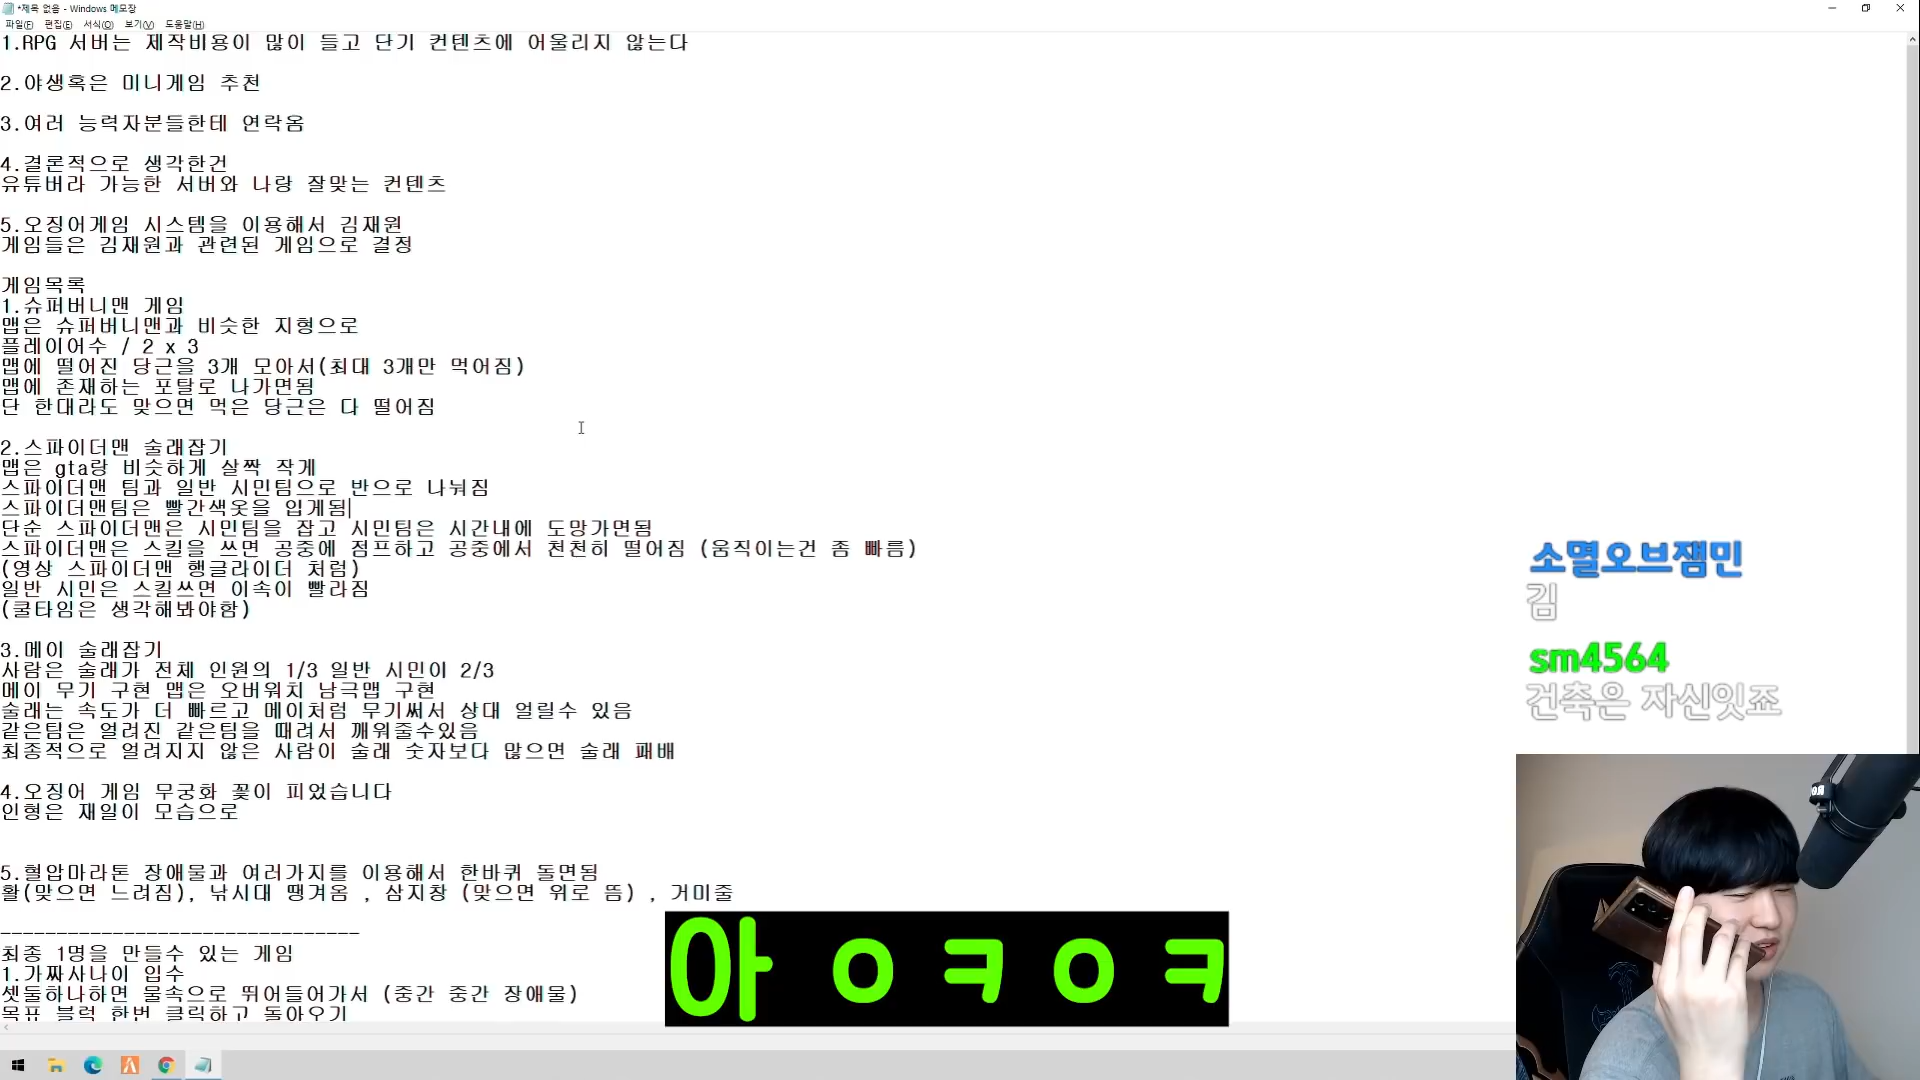 *제목 없음 - Windows 메모장
파일(F) 편집(E) 서식(O) 보기(V) 도움말(H)
1.RPG 서버는 제작비용이 많이 들고 단기 컨텐츠에 어울리지 않는다
2.야생혹은 미니게임 추천
3.여러 능력자분들한테 연락옴
4.결론적으로 생각한건
유튜버라 가능한 서버와 나랑 잘맞는 컨텐츠
5.오징어게임 시스템을 이용해서 김재원
게임들은 김재원과 관련된 게임으로 결정
게임목록
1.슈퍼버니맨 게임
맵은 슈퍼버니맨과 비슷한 지형으로
플레이어수 / 2 x 3
맵에 떨어진 당근을 3개 모아서(최대 3개만 먹어짐)
맵에 존재하는 포탈로 나가면됨
단 한대라도 맞으면 먹은 당근은 다 떨어짐
2.스파이더맨 술래잡기
맵은 gta랑 비슷하게 살짝 작게
스파이더맨 팀과 일반 시민팀으로 반으로 나눠짐
스파이더맨팀은 빨간색옷을 입게됨
단순 스파이더맨은 시민팀을 잡고 시민팀은 시간내에 도망가면됨
스파이더맨은 스킬을 쓰면 공중에 점프하고 공중에서 천천히 떨어짐 (움직이는건 좀 빠름)
(영상 스파이더맨 행글라이더 처럼)
일반 시민은 스킬쓰면 이속이 빨라짐
(쿨타임은 생각해봐야함)
3.메이 술래잡기
사람은 술래가 전체 인원의 1/3 일반 시민이 2/3
메이 무기 구현 맵은 오버워치 남극맵 구현
술래는 속도가 더 빠르고 메이처럼 무기써서 상대 얼릴수 있음
같은팀은 얼려진 같은팀을 때려서 깨워줄수있음
최종적으로 얼려지지 않은 사람이 술래 숫자보다 많으면 술래 패배
4.오징어 게임 무궁화 꽃이 피었습니다
인형은 재일이 모습으로
5.혈압마라톤 장애물과 여러가지를 이용해서 한바퀴 돌면됨
활(맞으면 느려짐), 낚시대 땡겨옴 , 삼지창 (맞으면 위로 뜸) , 거미줄
---------------------------------
최종 1명을 만들수 있는 게임
1.가짜사나이 입수
셋둘하나하면 물속으로 뛰어들어가서 (중간 중간 장애물)
목표 블럭 한번 클릭하고 돌아오기
소멸오브잼민
김
sm4564
건축은 자신잇죠
아 ㅇㅋㅇㅋ